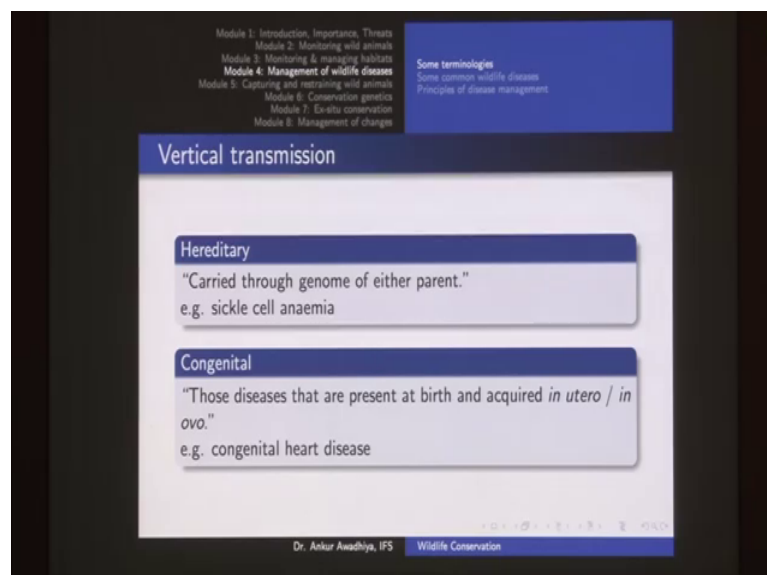 Module 1: Introduction, Importance, Threats
Module 2: Monitoring wild animals
Module 3: Monitoring & managing habitats
Module 4: Management of wildlife diseases
Module 5: Capturing and restraining wild animals
Module 6: Conservation genetics
Module 7: Ex-situ conservation
Module 8: Management of changes
Some terminologies
Some common wildlife diseases
Principles of disease management
Vertical transmission
Hereditary
“Carried through genome of either parent.”
e.g. sickle cell anaemia
Congenital
“Those diseases that are present at birth and acquired in utero / in
ovo.”
e.g. congenital heart disease
Dr. Ankur Awadhiya, IFS
Wildlife Conservation